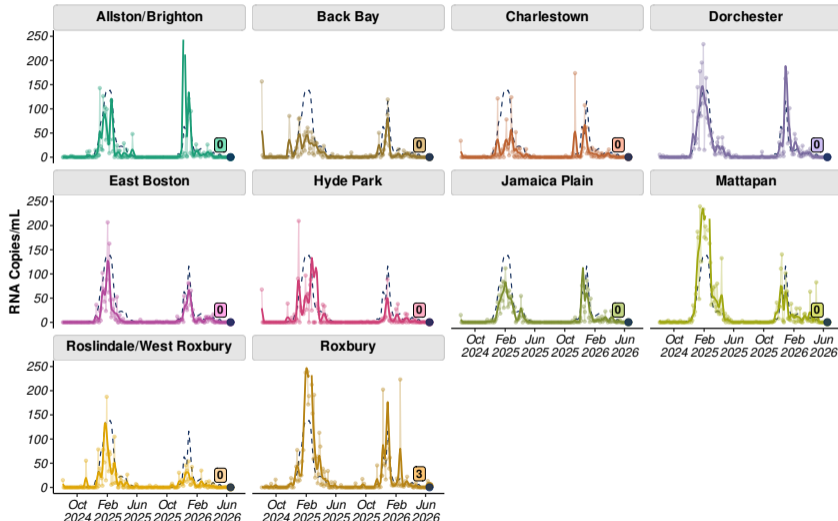 Allston/Brighton Back Bay Charlestown Dorchester
250
200
150
100
50
0
0 0 0 0
East Boston Hyde Park Jamaica Plain Mattapan
250
200
150
100
50
0
0 0 0 0
RNA Copies/mL
Oct Feb Jun Oct Feb Jun Oct Feb Jun Oct Feb Jun
2024 2025 2025 2025 2026 2026 2024 2025 2025 2025 2026 2026
Roslindale/West Roxbury Roxbury
250
200
150
100
50
0
0 3
Oct Feb Jun Oct Feb Jun Oct Feb Jun Oct Feb Jun
2024 2025 2025 2025 2026 2026 2024 2025 2025 2025 2026 2026